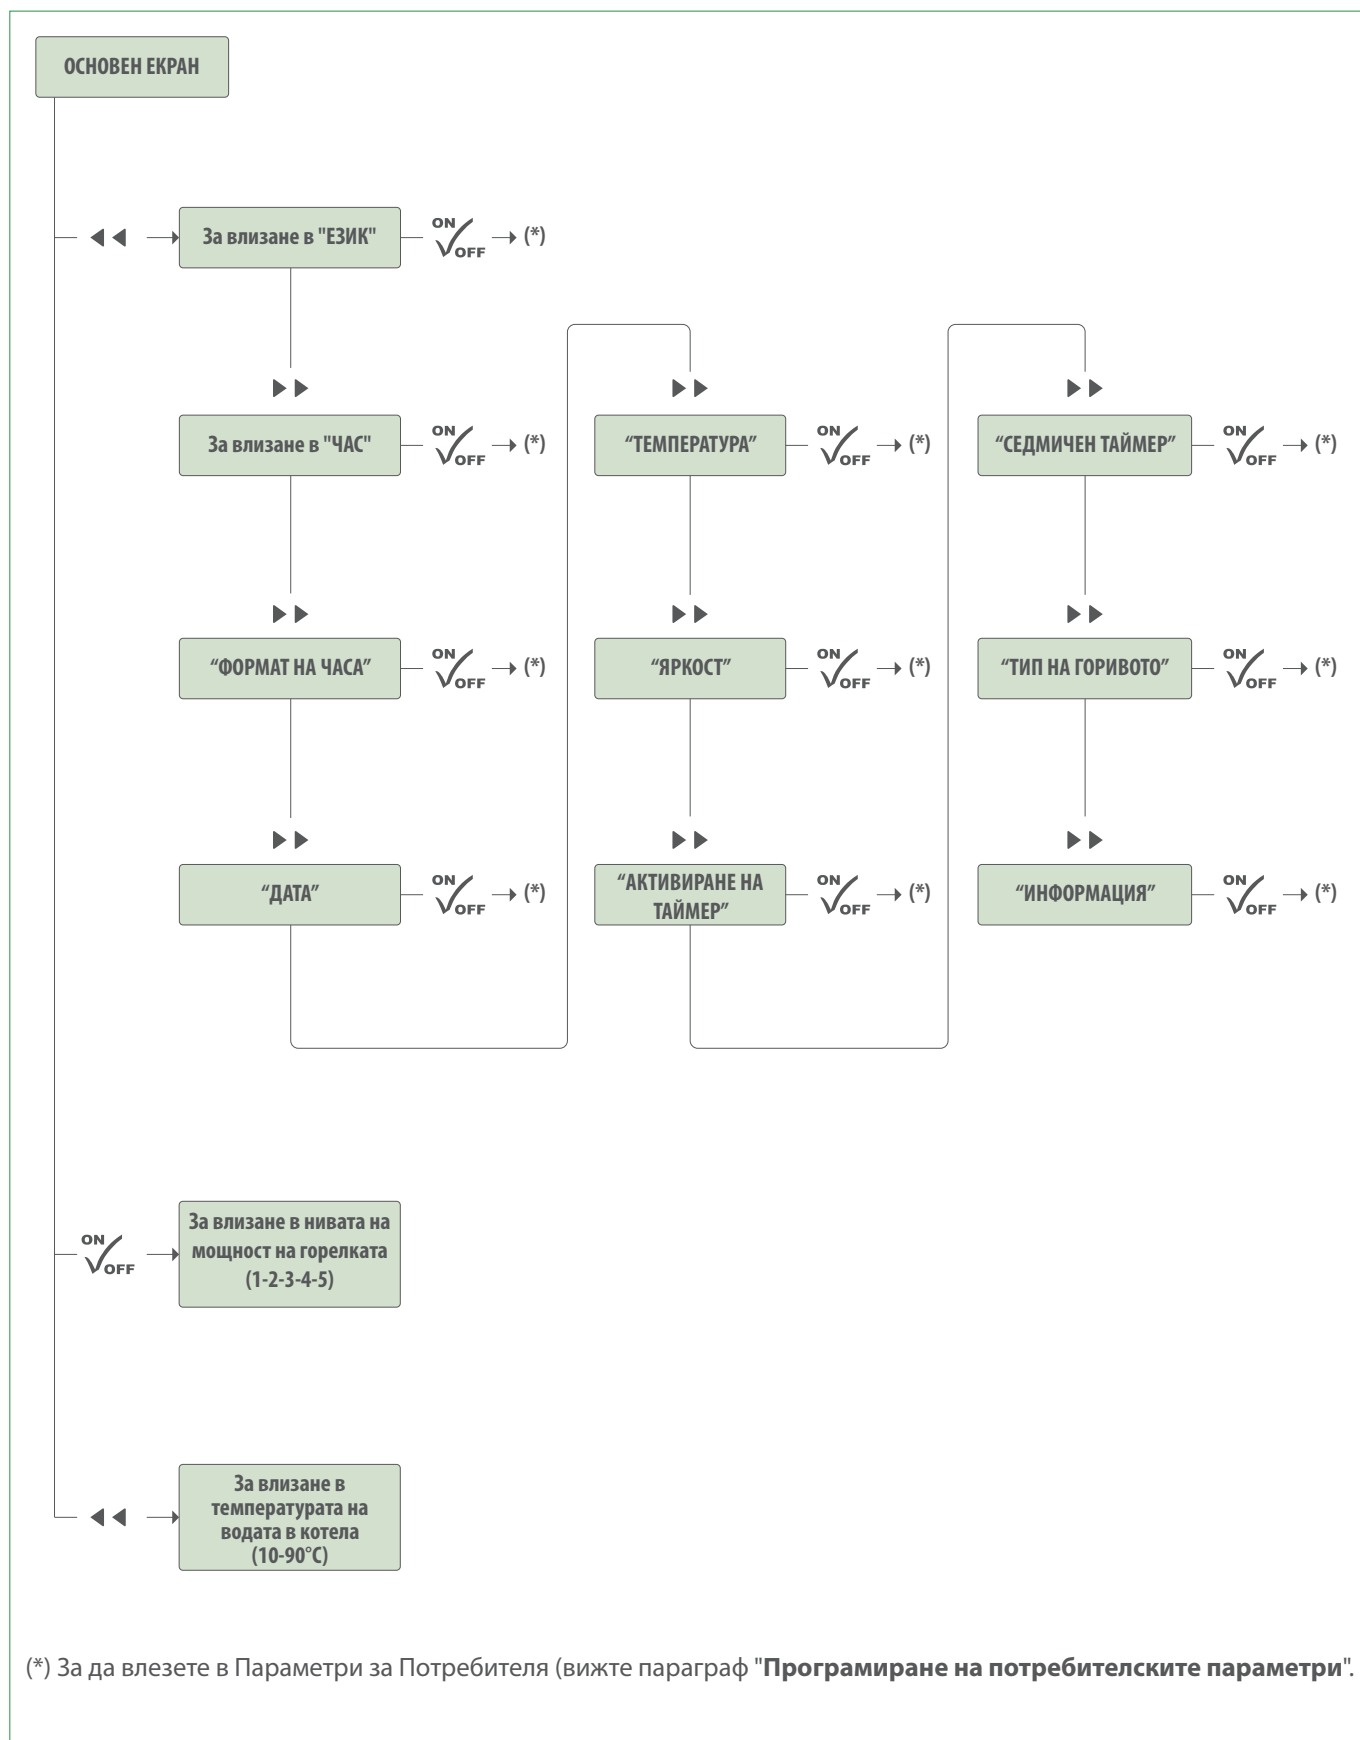 ОСНОВЕН ЕКРАН
За влизане в "ЕЗИК"
ON
OFF
(*)
За влизане в "ЧАС"
ON
OFF
(*)
“ТЕМПЕРАТУРА”
ON
OFF
(*)
“СЕДМИЧЕН ТАЙМЕР”
ON
OFF
(*)
“ФОРМАТ НА ЧАСА”
ON
OFF
(*)
“ЯРКОСТ”
ON
OFF
(*)
“ТИП НА ГОРИВОТО”
ON
OFF
(*)
“ДАТА”
ON
OFF
(*)
“АКТИВИРАНЕ НА
ТАЙМЕР”
ON
OFF
(*)
“ИНФОРМАЦИЯ”
ON
OFF
(*)
ON
OFF
За влизане в нивата на
мощност на горелката
(1-2-3-4-5)
За влизане в
температурата на
водата в котела
(10-90°C)
(*) За да влезете в Параметри за Потребителя (вижте параграф "Програмиране на потребителските параметри".